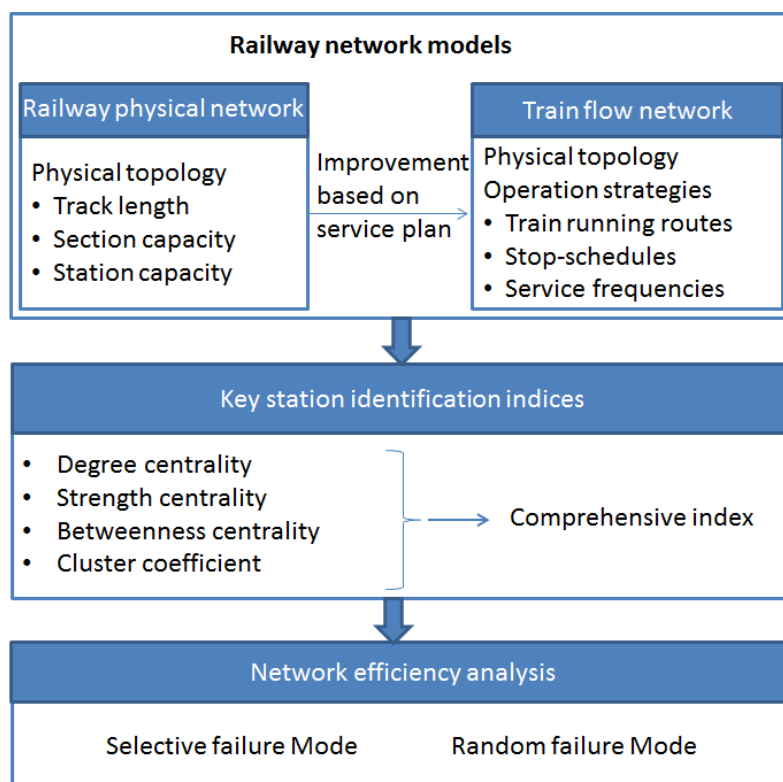 Railway network models
Railway physical network
Physical topology
• Track length
• Section capacity
• Station capacity
Improvement
based on
service plan
Train flow network
Physical topology
Operation strategies
• Train running routes
• Stop-schedules
• Service frequencies
Key station identification indices
• Degree centrality
• Strength centrality
• Betweenness centrality
• Cluster coefficient
Comprehensive index
Network efficiency analysis
Selective failure Mode
Random failure Mode